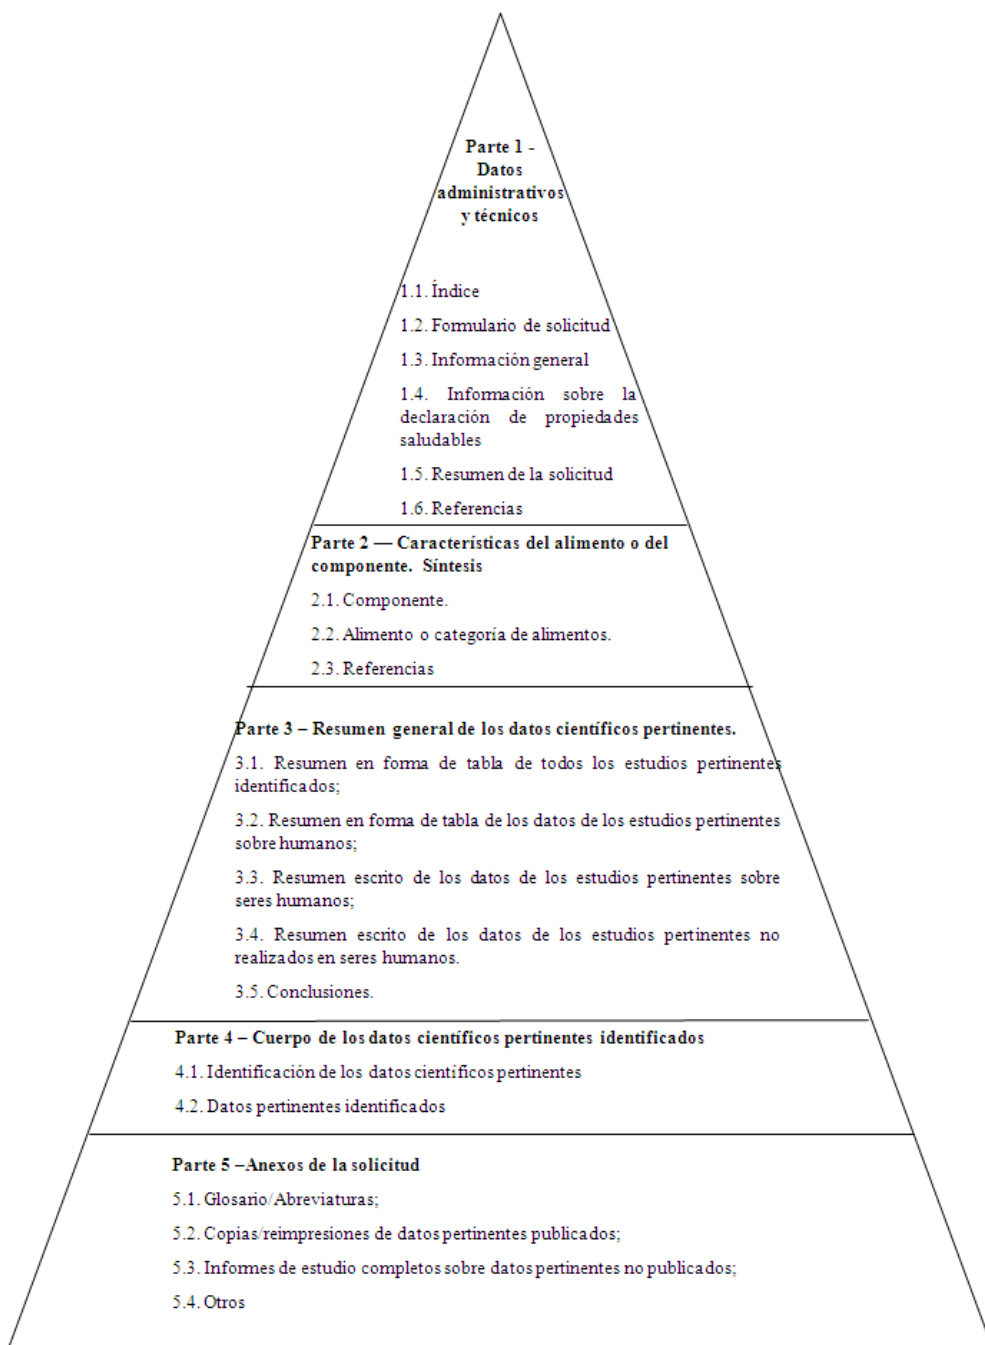 Parte 1 -
Datos
administrativos
y técnicos
1.1. Índice
1.2. Formulario de solicitud
1.3. Información general
1.4. Información sobre la
declaración de propiedades
saludables
1.5. Resumen de la solicitud
1.6. Referencias
Parte 2 — Características del alimento o del
componente. Síntesis
2.1. Componente.
2.2. Alimento o categoría de alimentos.
2.3. Referencias
Parte 3 – Resumen general de los datos científicos pertinentes.
3.1. Resumen en forma de tabla de todos los estudios pertinentes
identificados;
3.2. Resumen en forma de tabla de los datos de los estudios pertinentes
sobre humanos;
3.3. Resumen escrito de los datos de los estudios pertinentes sobre
seres humanos;
3.4. Resumen escrito de los datos de los estudios pertinentes no
realizados en seres humanos.
3.5. Conclusiones.
Parte 4 – Cuerpo de los datos científicos pertinentes identificados
4.1. Identificación de los datos científicos pertinentes
4.2. Datos pertinentes identificados
Parte 5 –Anexos de la solicitud
5.1. Glosario/Abreviaturas;
5.2. Copias/reimpresiones de datos pertinentes publicados;
5.3. Informes de estudio completos sobre datos pertinentes no publicados;
5.4. Otros